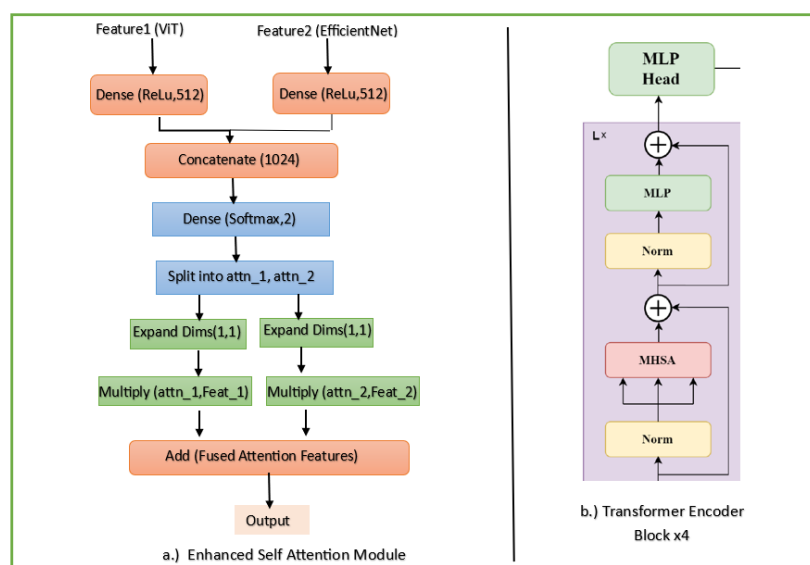 Feature1 (ViT)
Feature2 (EfficientNet)
Dense (ReLu,512)
Dense (ReLu,512)
Concatenate (1024)
Dense (Softmax,2)
Split into attn_1, attn_2
Expand Dims(1,1)
Expand Dims(1,1)
Multiply (attn_1,Feat_1)
Multiply (attn_2,Feat_2)
Add (Fused Attention Features)
Output
a.) Enhanced Self Attention Module
MLP
Head
L x
MLP
Norm
MHSA
Norm
b.) Transformer Encoder
Block x4